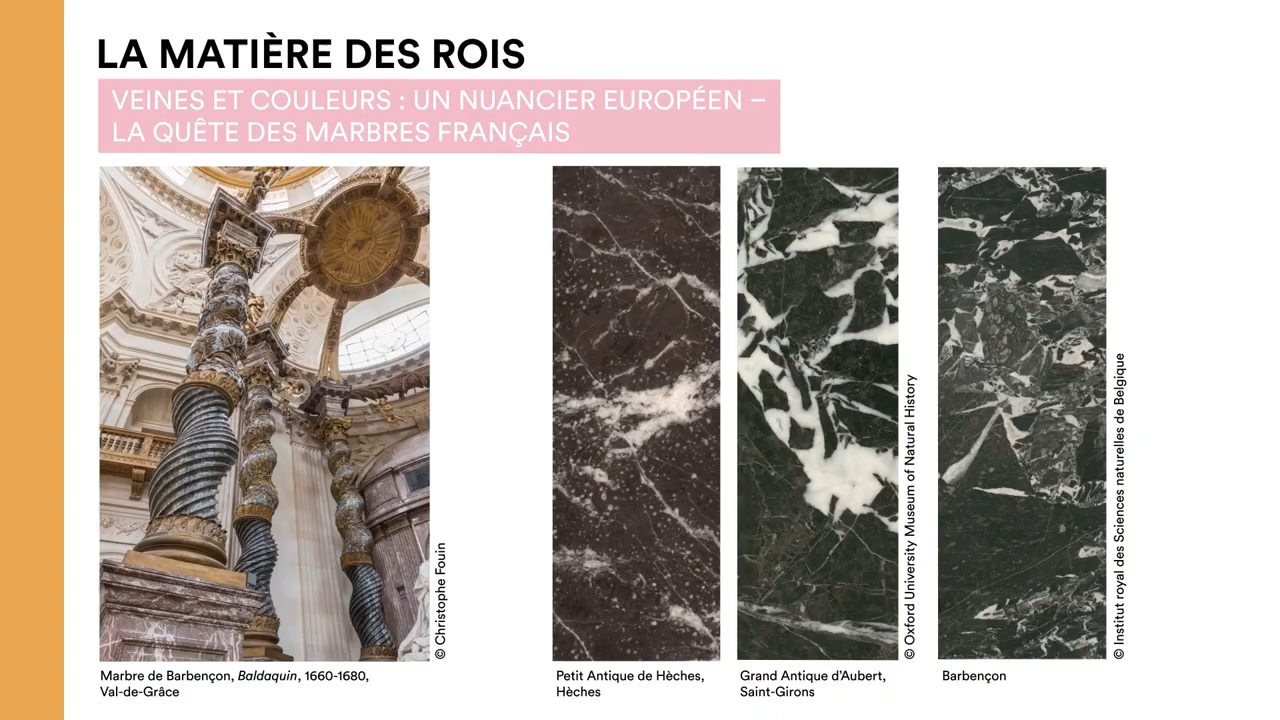 LA MATIÈRE DES ROIS
VEINES ET COULEURS : UN NUANCIER EUROPÉEN –
LA QUÊTE DES MARBRES FRANÇAIS
© Christophe Fouin
Marbre de Barbençon, Baldaquin, 1660-1680,
Val-de-Grâce
Petit Antique de Hèches,
Hèches
© Oxford University Museum of Natural History
Grand Antique d'Aubert,
Saint-Girons
© Institut royal des Sciences naturelles de Belgique
Barbençon